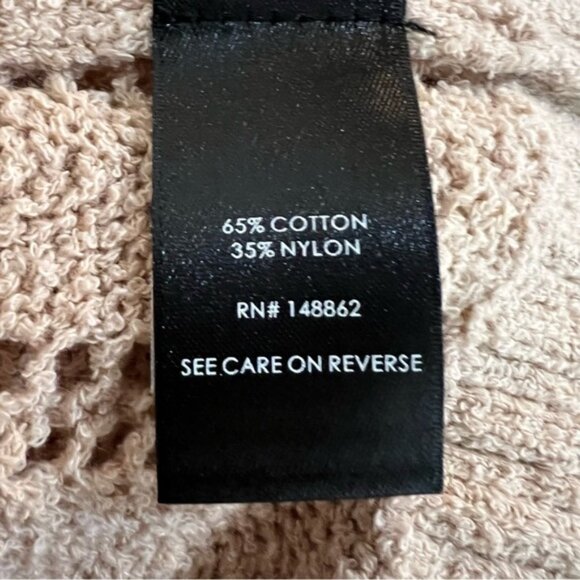 65% COTTON
35% NYLON
RN# 148862
SEE CARE ON REVERSE